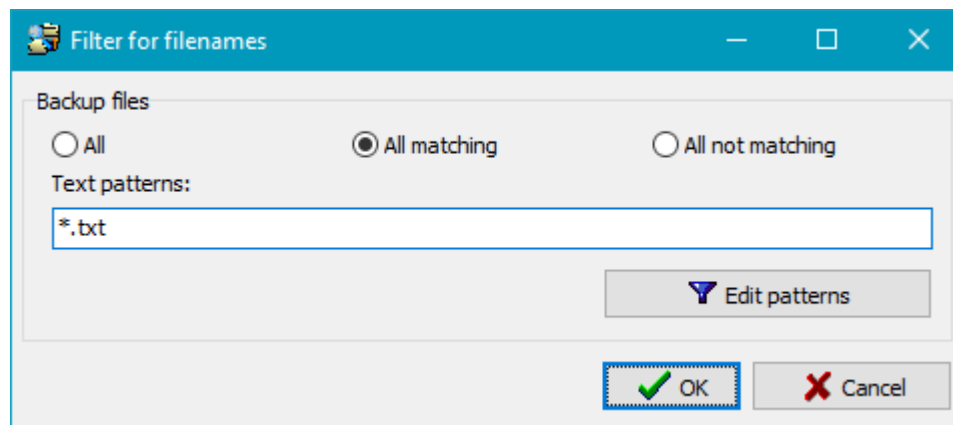 Filter for filenames
Backup files
All All matching All not matching
Text patterns:
*.txt
Edit patterns
OK Cancel